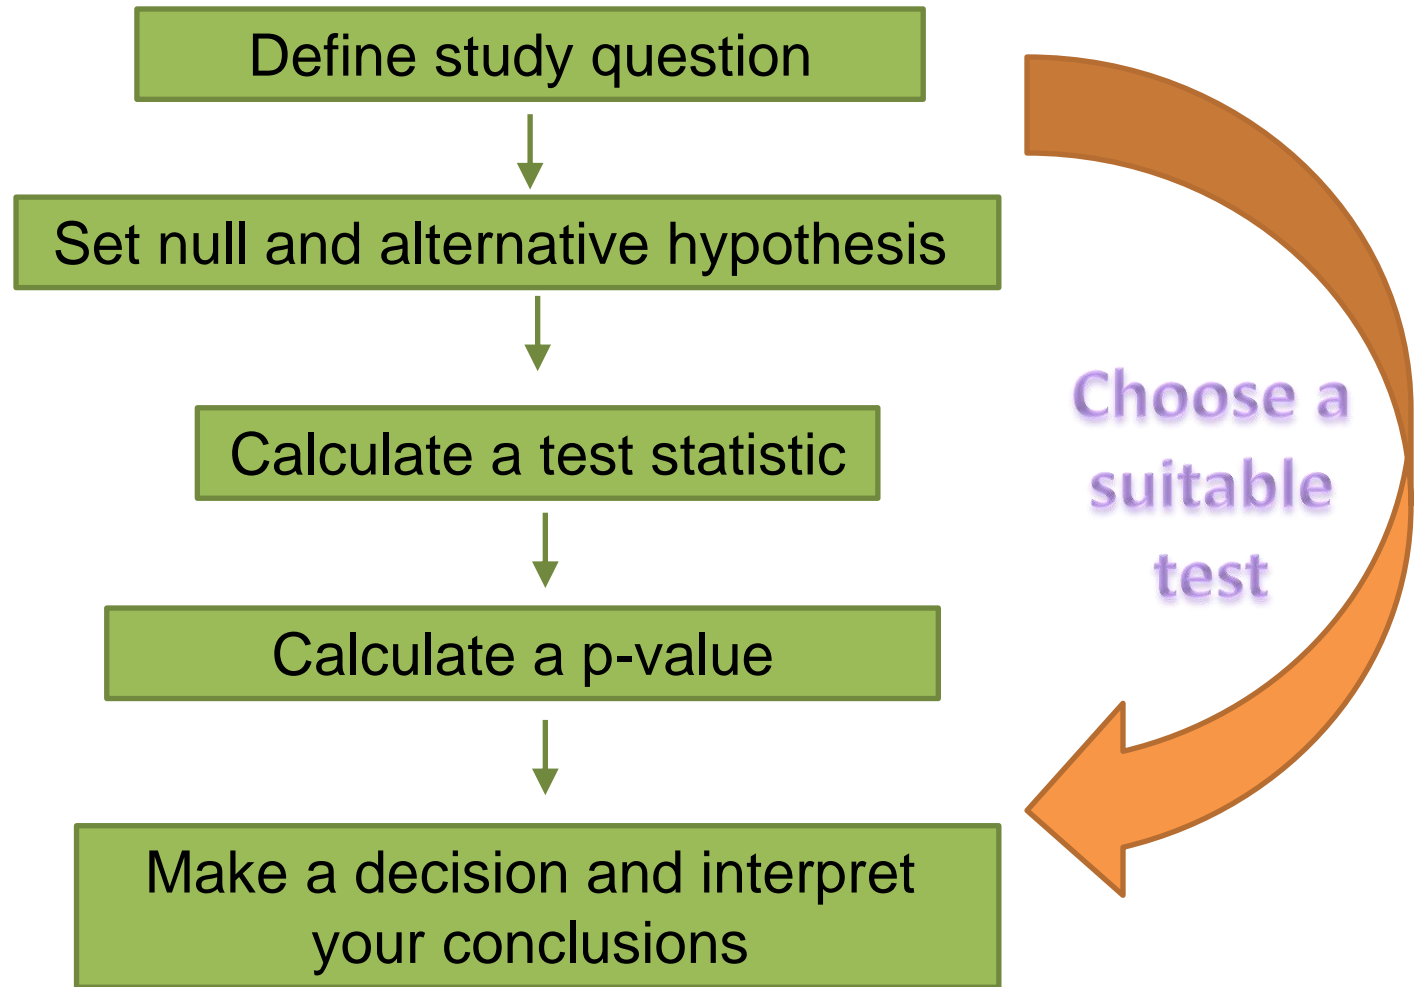 Define study question
Set null and alternative hypothesis
Calculate a test statistic
Calculate a p-value
Make a decision and interpret
your conclusions
Choose a
suitable
test